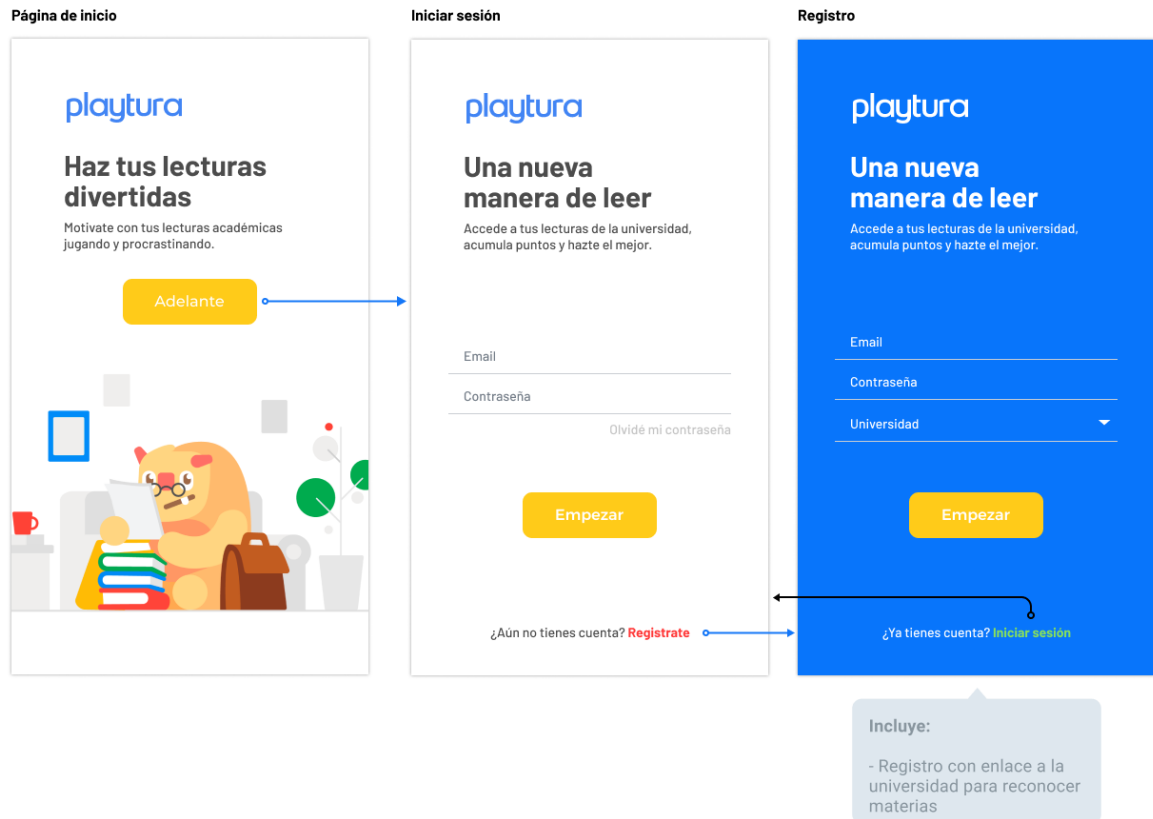 Página de inicio
playtura
Haz tus lecturas
divertidas
Motivate con tus lecturas académicas
jugando y procrastinando.
Adelante
Iniciar sesión
playtura
Una nueva
manera de leer
Accede a tus lecturas de la universidad,
acumula puntos y hazte el mejor.
Email
Contraseña
Olvidé mi contraseña
Empezar
¿Aún no tienes cuenta? Registrate
Registro
playtura
Una nueva
manera de leer
Accede a tus lecturas de la universidad,
acumula puntos y hazte el mejor.
Email
Contraseña
Universidad
Empezar
¿Ya tienes cuenta? Iniciar sesión
Incluye:
- Registro con enlace a la
universidad para reconocer
materias